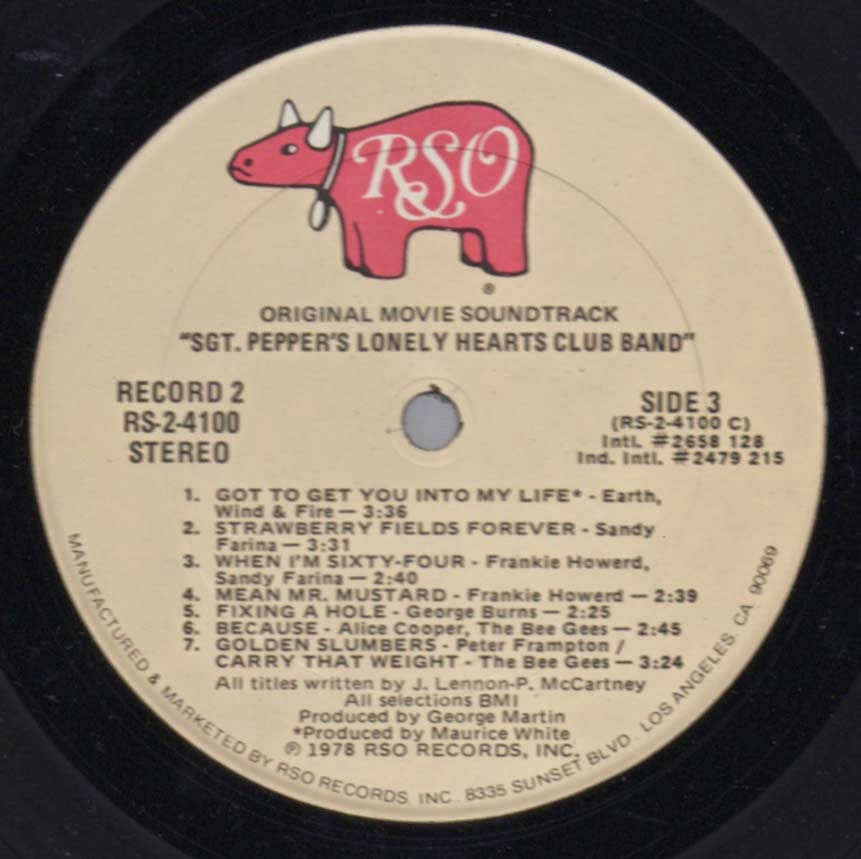 RSO
®
ORIGINAL MOVIE SOUNDTRACK
"SGT. PEPPER'S LONELY HEARTS CLUB BAND"
RECORD 2
RS-2-4100
STEREO
SIDE 3
(RS-2-4100 C)
Intl. #2658 128
Ind. Intl. #2479 215
1. GOT TO GET YOU INTO MY LIFE* - Earth,
Wind & Fire — 3:36
2. STRAWBERRY FIELDS FOREVER - Sandy
Farina — 3:31
3. WHEN I'M SIXTY-FOUR - Frankie Howerd,
Sandy Farina — 2:40
4. MEAN MR. MUSTARD - Frankie Howerd — 2:39
5. FIXING A HOLE - George Burns — 2:25
6. BECAUSE - Alice Cooper, The Bee Gees — 2:45
7. GOLDEN SLUMBERS - Peter Frampton /
CARRY THAT WEIGHT - The Bee Gees — 3:24
All titles written by J. Lennon-P. McCartney
All selections BMI
Produced by George Martin
*Produced by Maurice White
℗ 1978 RSO RECORDS, INC.
MANUFACTURED & MARKETED BY RSO RECORDS, INC. 8335 SUNSET BLVD. LOS ANGELES, CA 90069